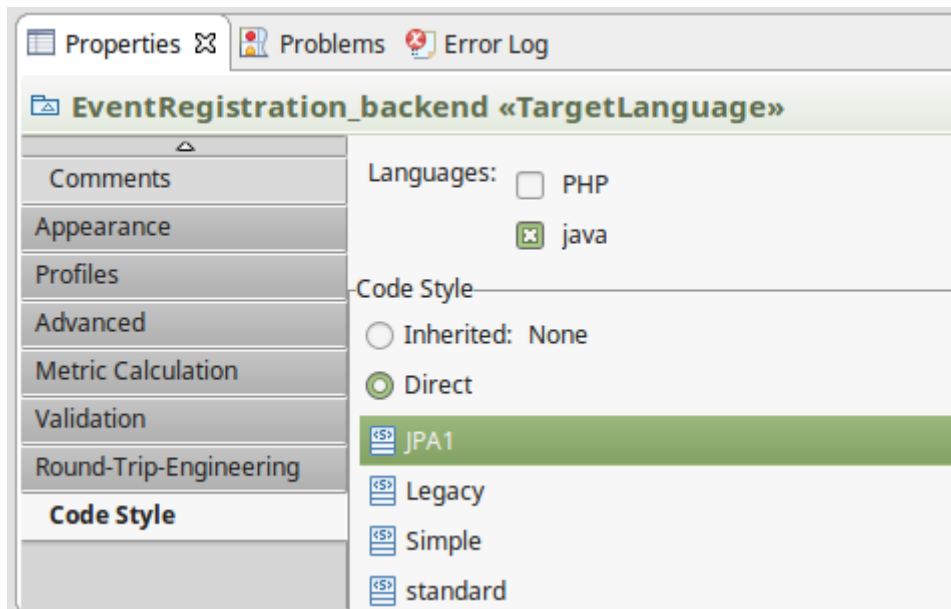 Properties Problems Error Log
EventRegistration_backend «TargetLanguage»
Comments
Appearance
Profiles
Advanced
Metric Calculation
Validation
Round-Trip-Engineering
Code Style
Languages: PHP
java
Code Style
Inherited: None
Direct
JPA1
Legacy
Simple
standard